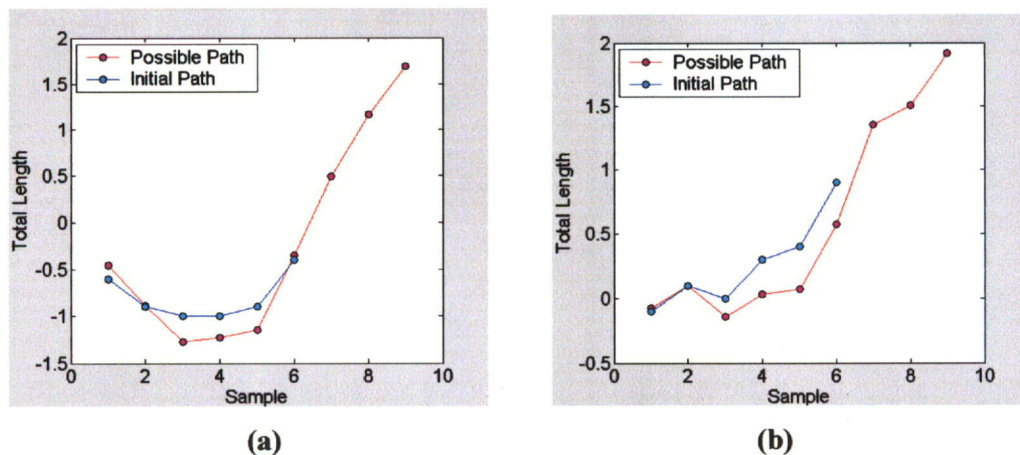 2
1.5
1
0.5
0
-0.5
-1
-1.5
Total Length
Possible Path
Initial Path
0 2 4 6 8 10
Sample
(a)
2
1.5
1
0.5
0
-0.5
Total Length
Possible Path
Initial Path
0 2 4 6 8 10
Sample
(b)